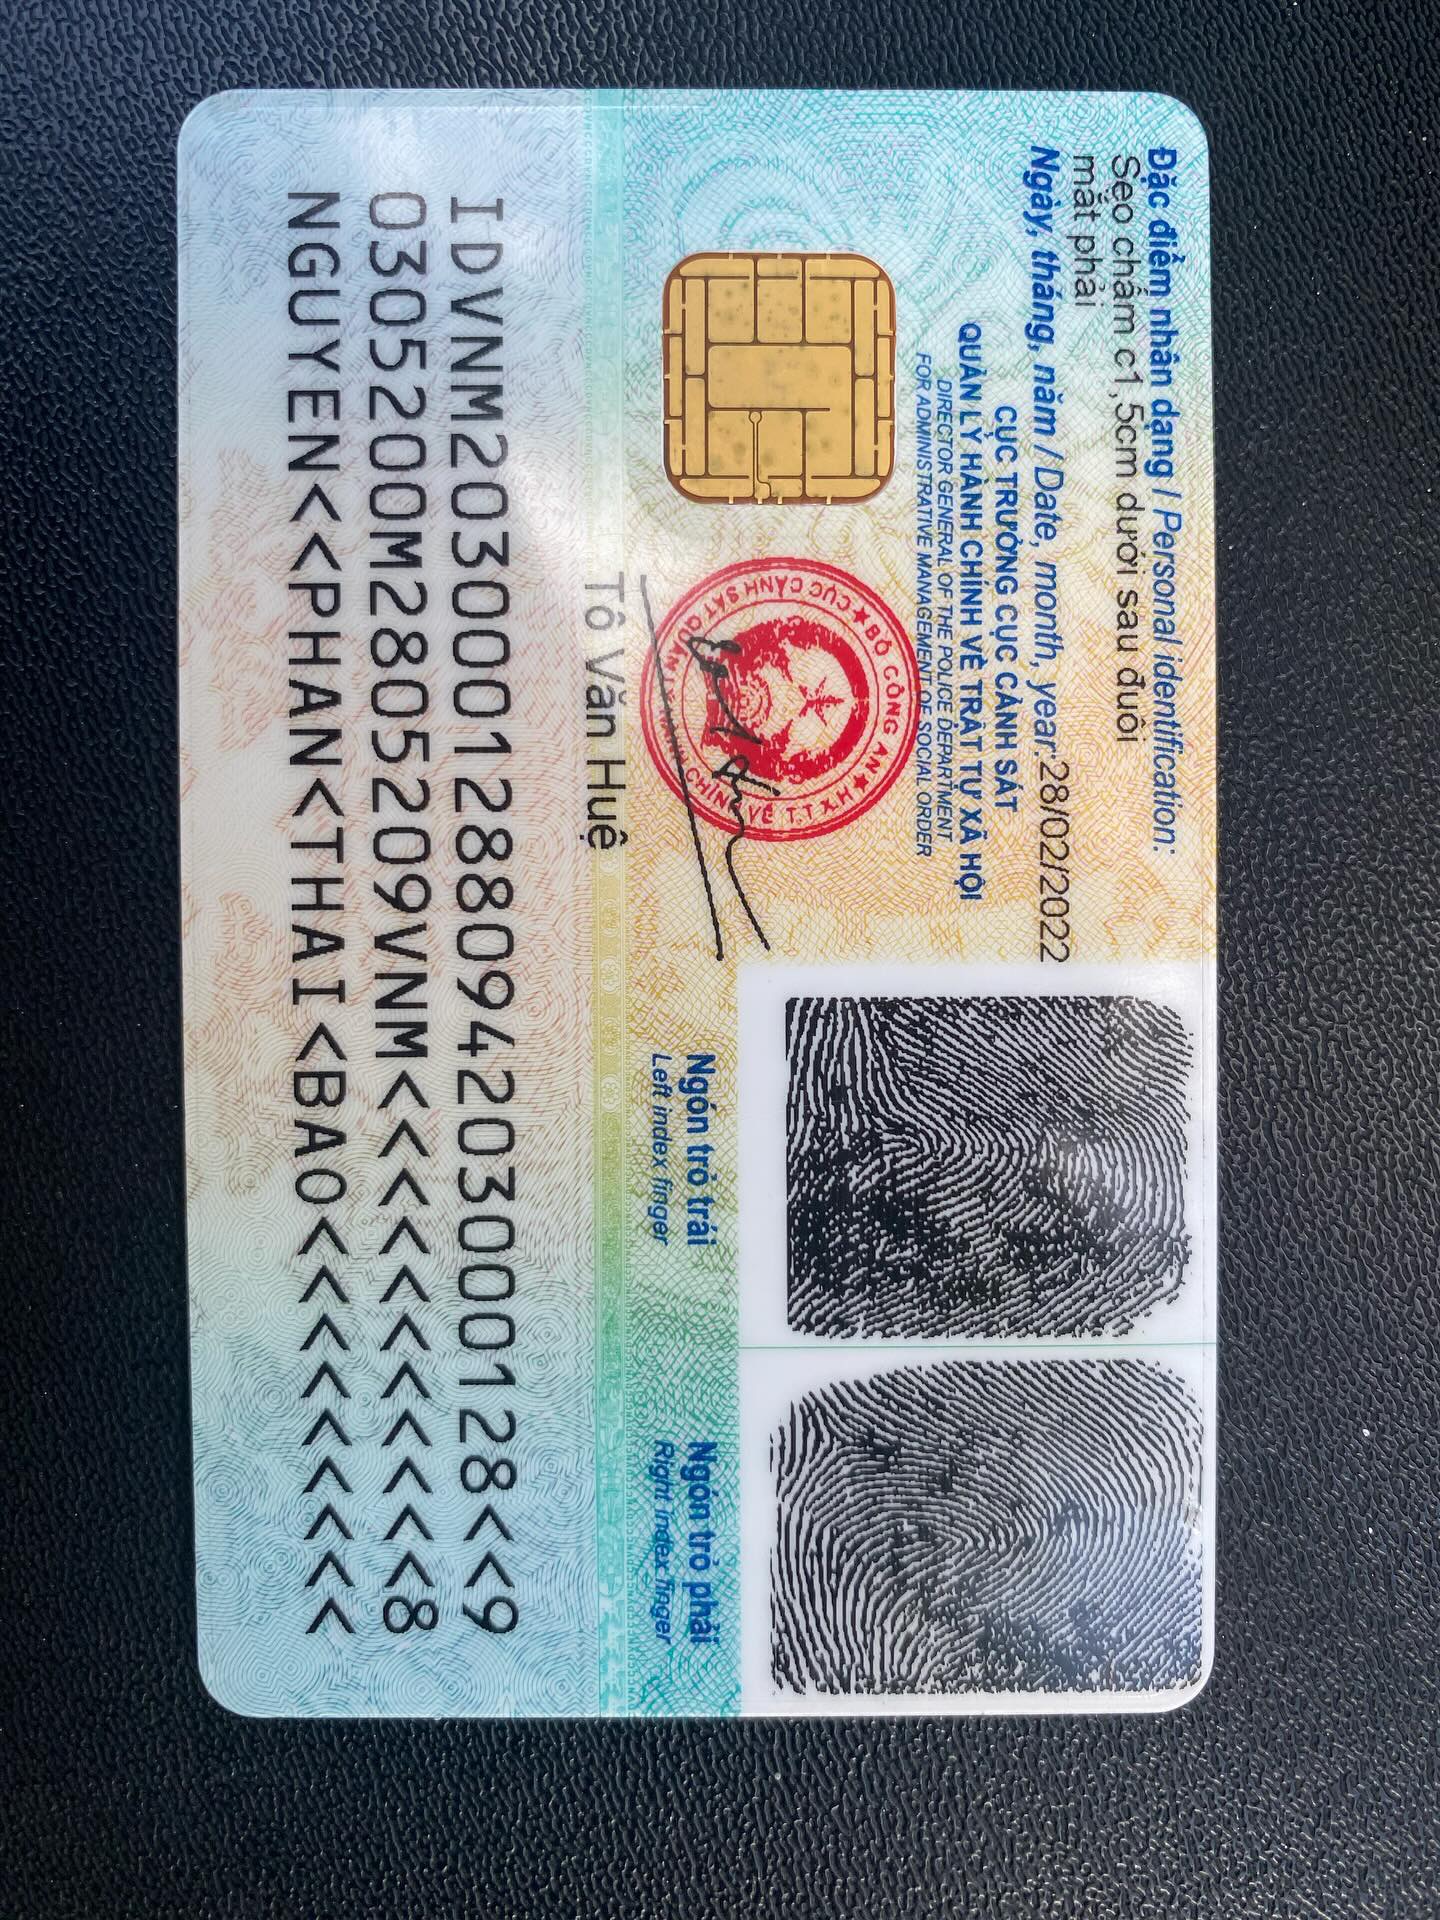 Đặc điểm nhân dạng / Personal identification:
Sẹo chấm c1,5cm dưới sau đuôi
mắt phải
Ngày, tháng, năm / Date, month, year:28/02/2022
CỤC TRƯỞNG CỤC CẢNH SÁT
QUẢN LÝ HÀNH CHÍNH VỀ TRẬT TỰ XÃ HỘI
DIRECTOR GENERAL OF THE POLICE DEPARTMENT
FOR ADMINISTRATIVE MANAGEMENT OF SOCIAL ORDER
BỘ CÔNG AN
CỤC CẢNH SÁT QUẢN CHÍNH VỀ T.T.X.H
Tô Văn Huệ
Ngón trỏ trái
Left index finger
Ngón trỏ phải
Right index finger
IDVNM2030001288094203000128<<9
0305200M2805209VNM<<<<<<<<<<<8
NGUYEN<<PHAN<THAI<BAO<<<<<<<<<